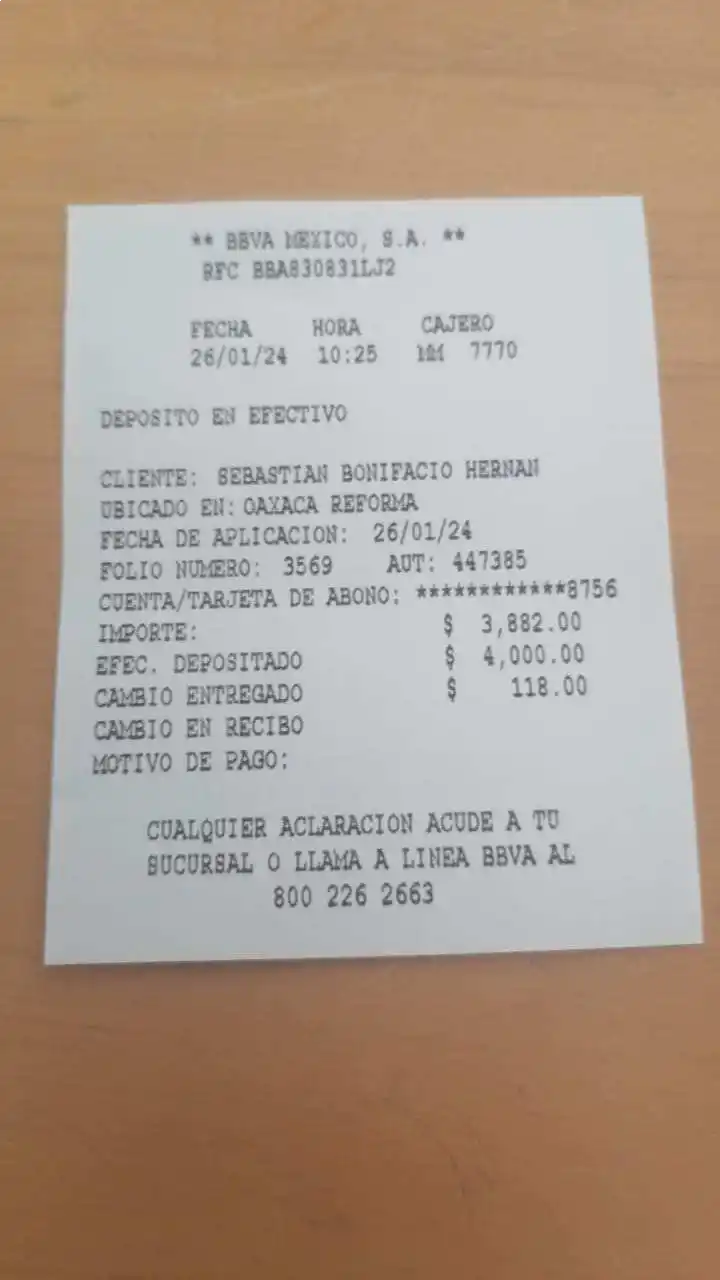 ** BBVA MEXICO, S.A. **
RFC BBA830831LJ2
FECHA HORA CAJERO
26/01/24 10:25 MM 7770
DEPOSITO EN EFECTIVO
CLIENTE: SEBASTIAN BONIFACIO HERNAN
UBICADO EN: OAXACA REFORMA
FECHA DE APLICACION: 26/01/24
FOLIO NUMERO: 3569 AUT: 447385
CUENTA/TARJETA DE ABONO: ************8756
IMPORTE: $ 3,882.00
EFEC. DEPOSITADO $ 4,000.00
CAMBIO ENTREGADO $ 118.00
CAMBIO EN RECIBO
MOTIVO DE PAGO:
CUALQUIER ACLARACION ACUDE A TU
SUCURSAL O LLAMA A LINEA BBVA AL
800 226 2663